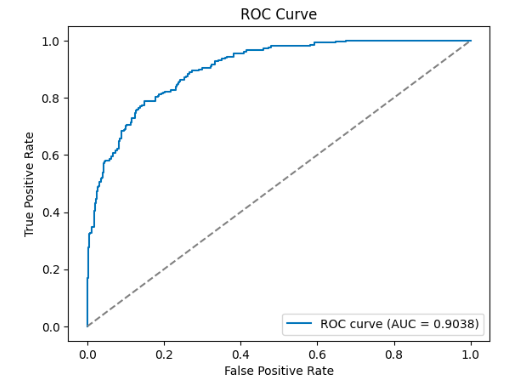 ROC Curve
1.0
0.8
0.6
0.4
0.2
0.0
True Positive Rate
ROC curve (AUC = 0.9038)
0.0 0.2 0.4 0.6 0.8 1.0
False Positive Rate